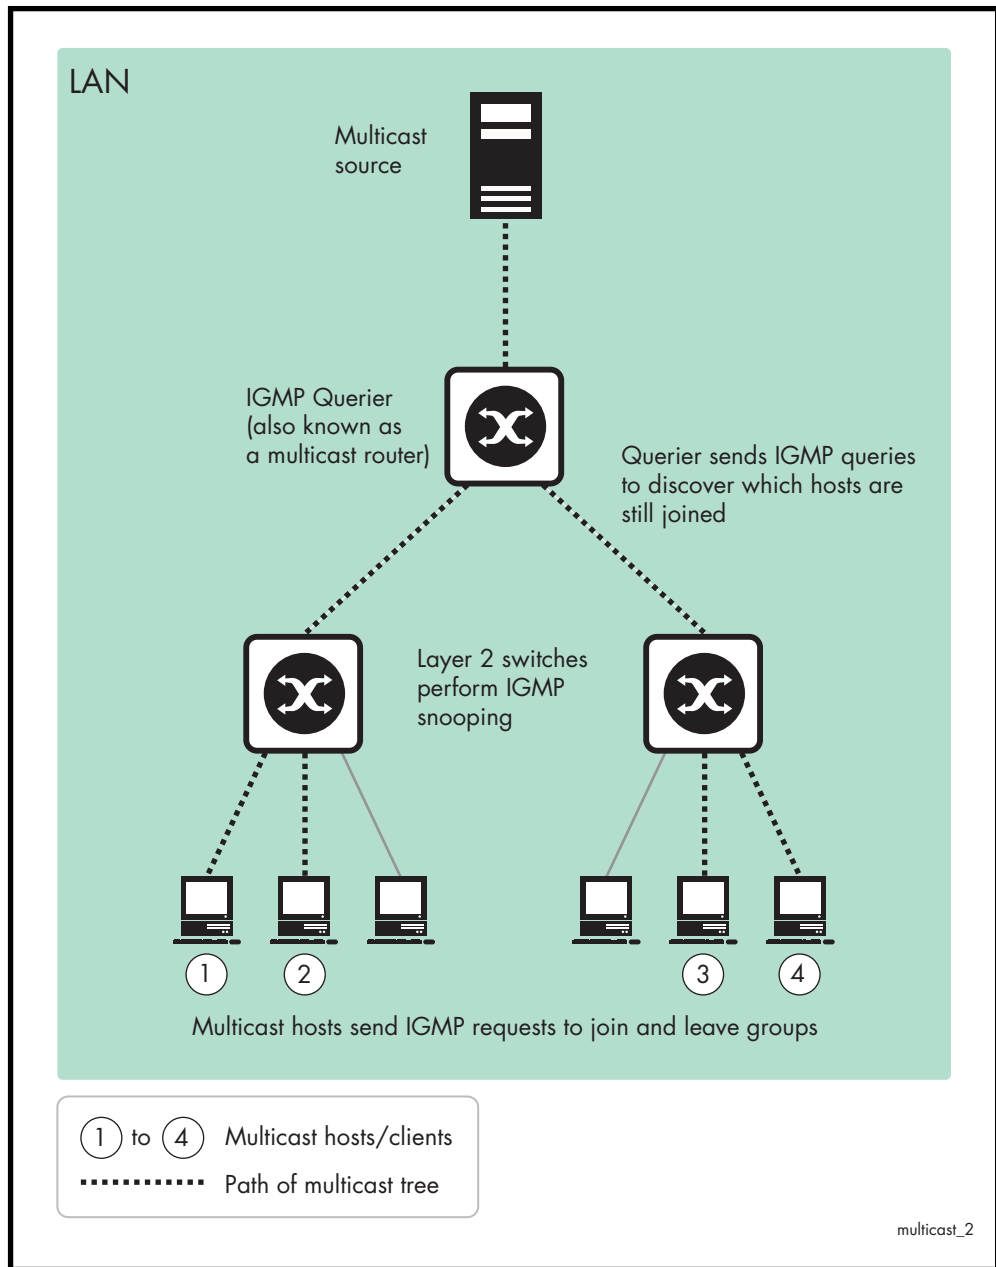 LAN
Multicast
source
IGMP Querier
(also known as
a multicast router)
Querier sends IGMP queries
to discover which hosts are
still joined
Layer 2 switches
perform IGMP
snooping
1
2
3
4
Multicast hosts send IGMP requests to join and leave groups
1 to 4 Multicast hosts/clients
Path of multicast tree
multicast_2